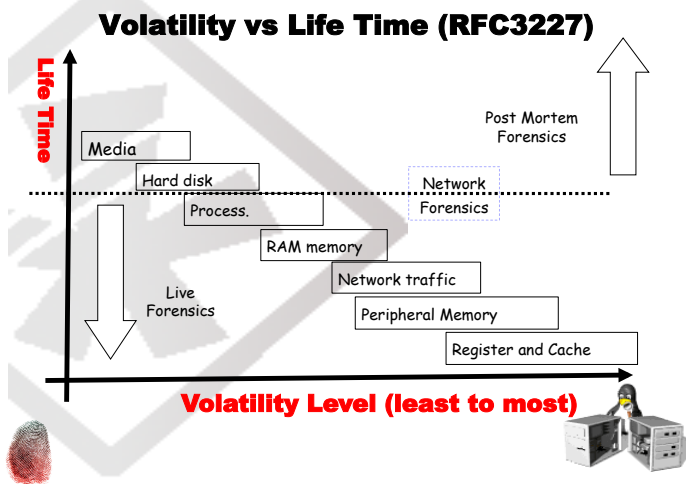 Volatility vs Life Time (RFC3227)
Life Time
Post Mortem
Forensics
Media
Hard disk
Network
Forensics
Process.
RAM memory
Network traffic
Live
Forensics
Peripheral Memory
Register and Cache
Volatility Level (least to most)